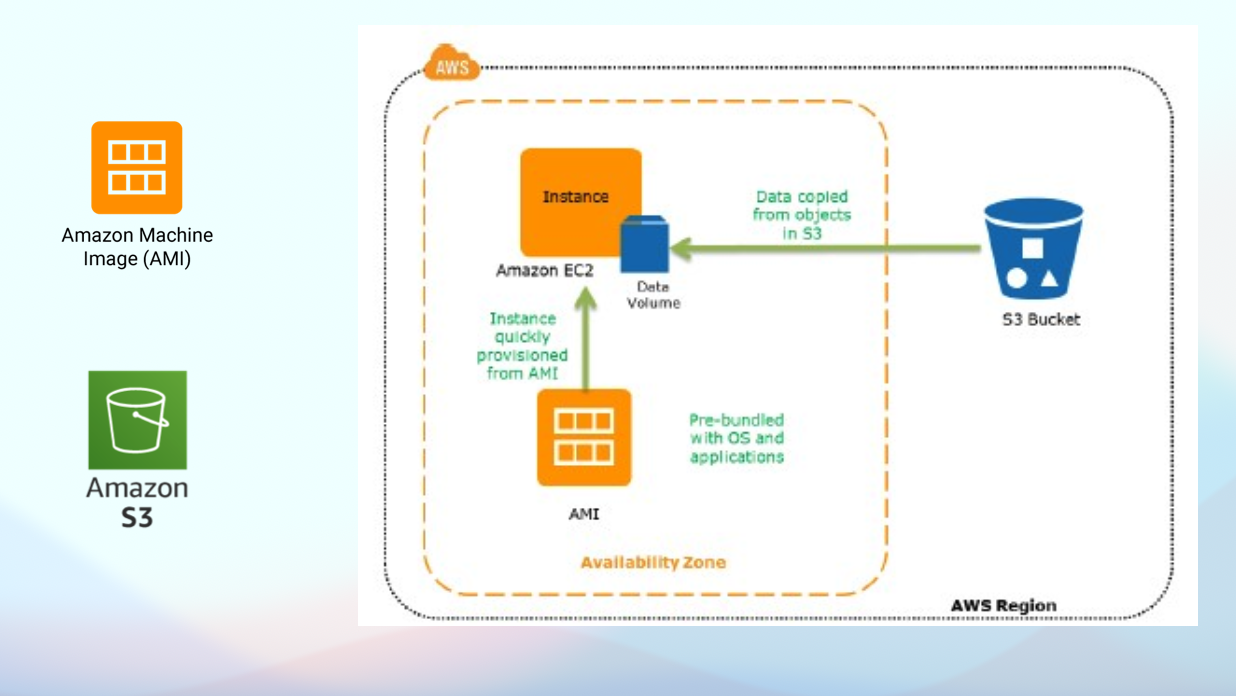 Amazon Machine
Image (AMI)
Amazon
S3
AWS
Instance
Amazon EC2
Data
Volume
Data copied
from objects
in S3
S3 Bucket
Instance
quickly
provisioned
from AMI
Pre-bundled
with OS and
applications
AMI
Availability Zone
AWS Region